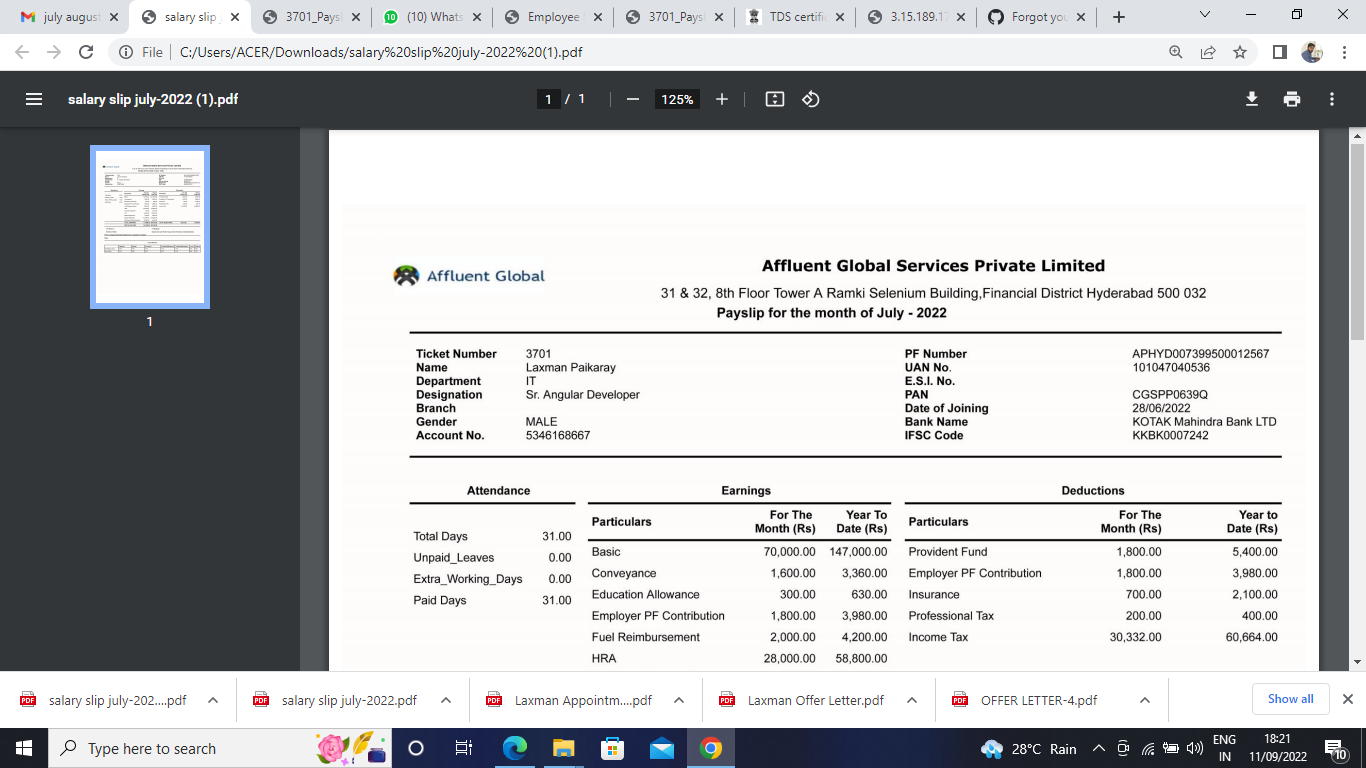 july august
salary slip j
3701_Paysl
(10) Whats
Employee
3701_Paysl
TDS certifi
3.15.189.17
Forgot you
File C:/Users/ACER/Downloads/salary%20slip%20july-2022%20(1).pdf
salary slip july-2022 (1).pdf
1 / 1
125%
1
Affluent Global
Affluent Global Services Private Limited
31 & 32, 8th Floor Tower A Ramki Selenium Building,Financial District Hyderabad 500 032
Payslip for the month of July - 2022
Ticket Number 3701 PF Number APHYD007399500012567
Name Laxman Paikaray UAN No. 101047040536
Department IT E.S.I. No.
Designation Sr. Angular Developer PAN CGSPP0639Q
Branch Date of Joining 28/06/2022
Gender MALE Bank Name KOTAK Mahindra Bank LTD
Account No. 5346168667 IFSC Code KKBK0007242
Attendance Earnings Deductions
Particulars For The Month (Rs) Year To Date (Rs) Particulars For The Month (Rs) Year to Date (Rs)
Total Days 31.00
Unpaid_Leaves 0.00
Extra_Working_Days 0.00
Paid Days 31.00
Basic 70,000.00 147,000.00 Provident Fund 1,800.00 5,400.00
Conveyance 1,600.00 3,360.00 Employer PF Contribution 1,800.00 3,980.00
Education Allowance 300.00 630.00 Insurance 700.00 2,100.00
Employer PF Contribution 1,800.00 3,980.00 Professional Tax 200.00 400.00
Fuel Reimbursement 2,000.00 4,200.00 Income Tax 30,332.00 60,664.00
HRA 28,000.00 58,800.00
salary slip july-202....pdf
salary slip july-2022.pdf
Laxman Appointm....pdf
Laxman Offer Letter.pdf
OFFER LETTER-4.pdf
Show all
Type here to search
28°C Rain
ENG
IN
18:21
11/09/2022
10